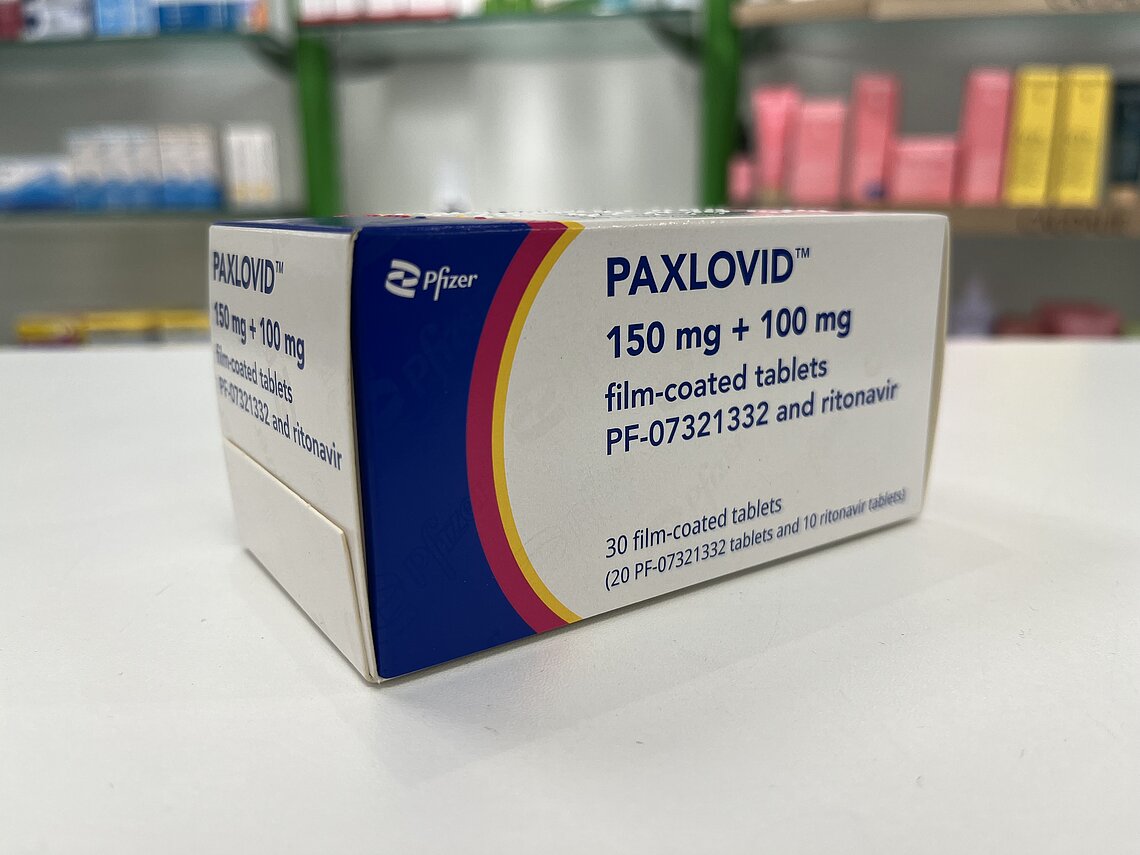 PAXLOVID™
150 mg + 100 mg
film-coated tablets
PF-07321332 and ritonavir
Pfizer
PAXLOVID™
150 mg + 100 mg
film-coated tablets
PF-07321332 and ritonavir
30 film-coated tablets
(20 PF-07321332 tablets and 10 ritonavir tablets)